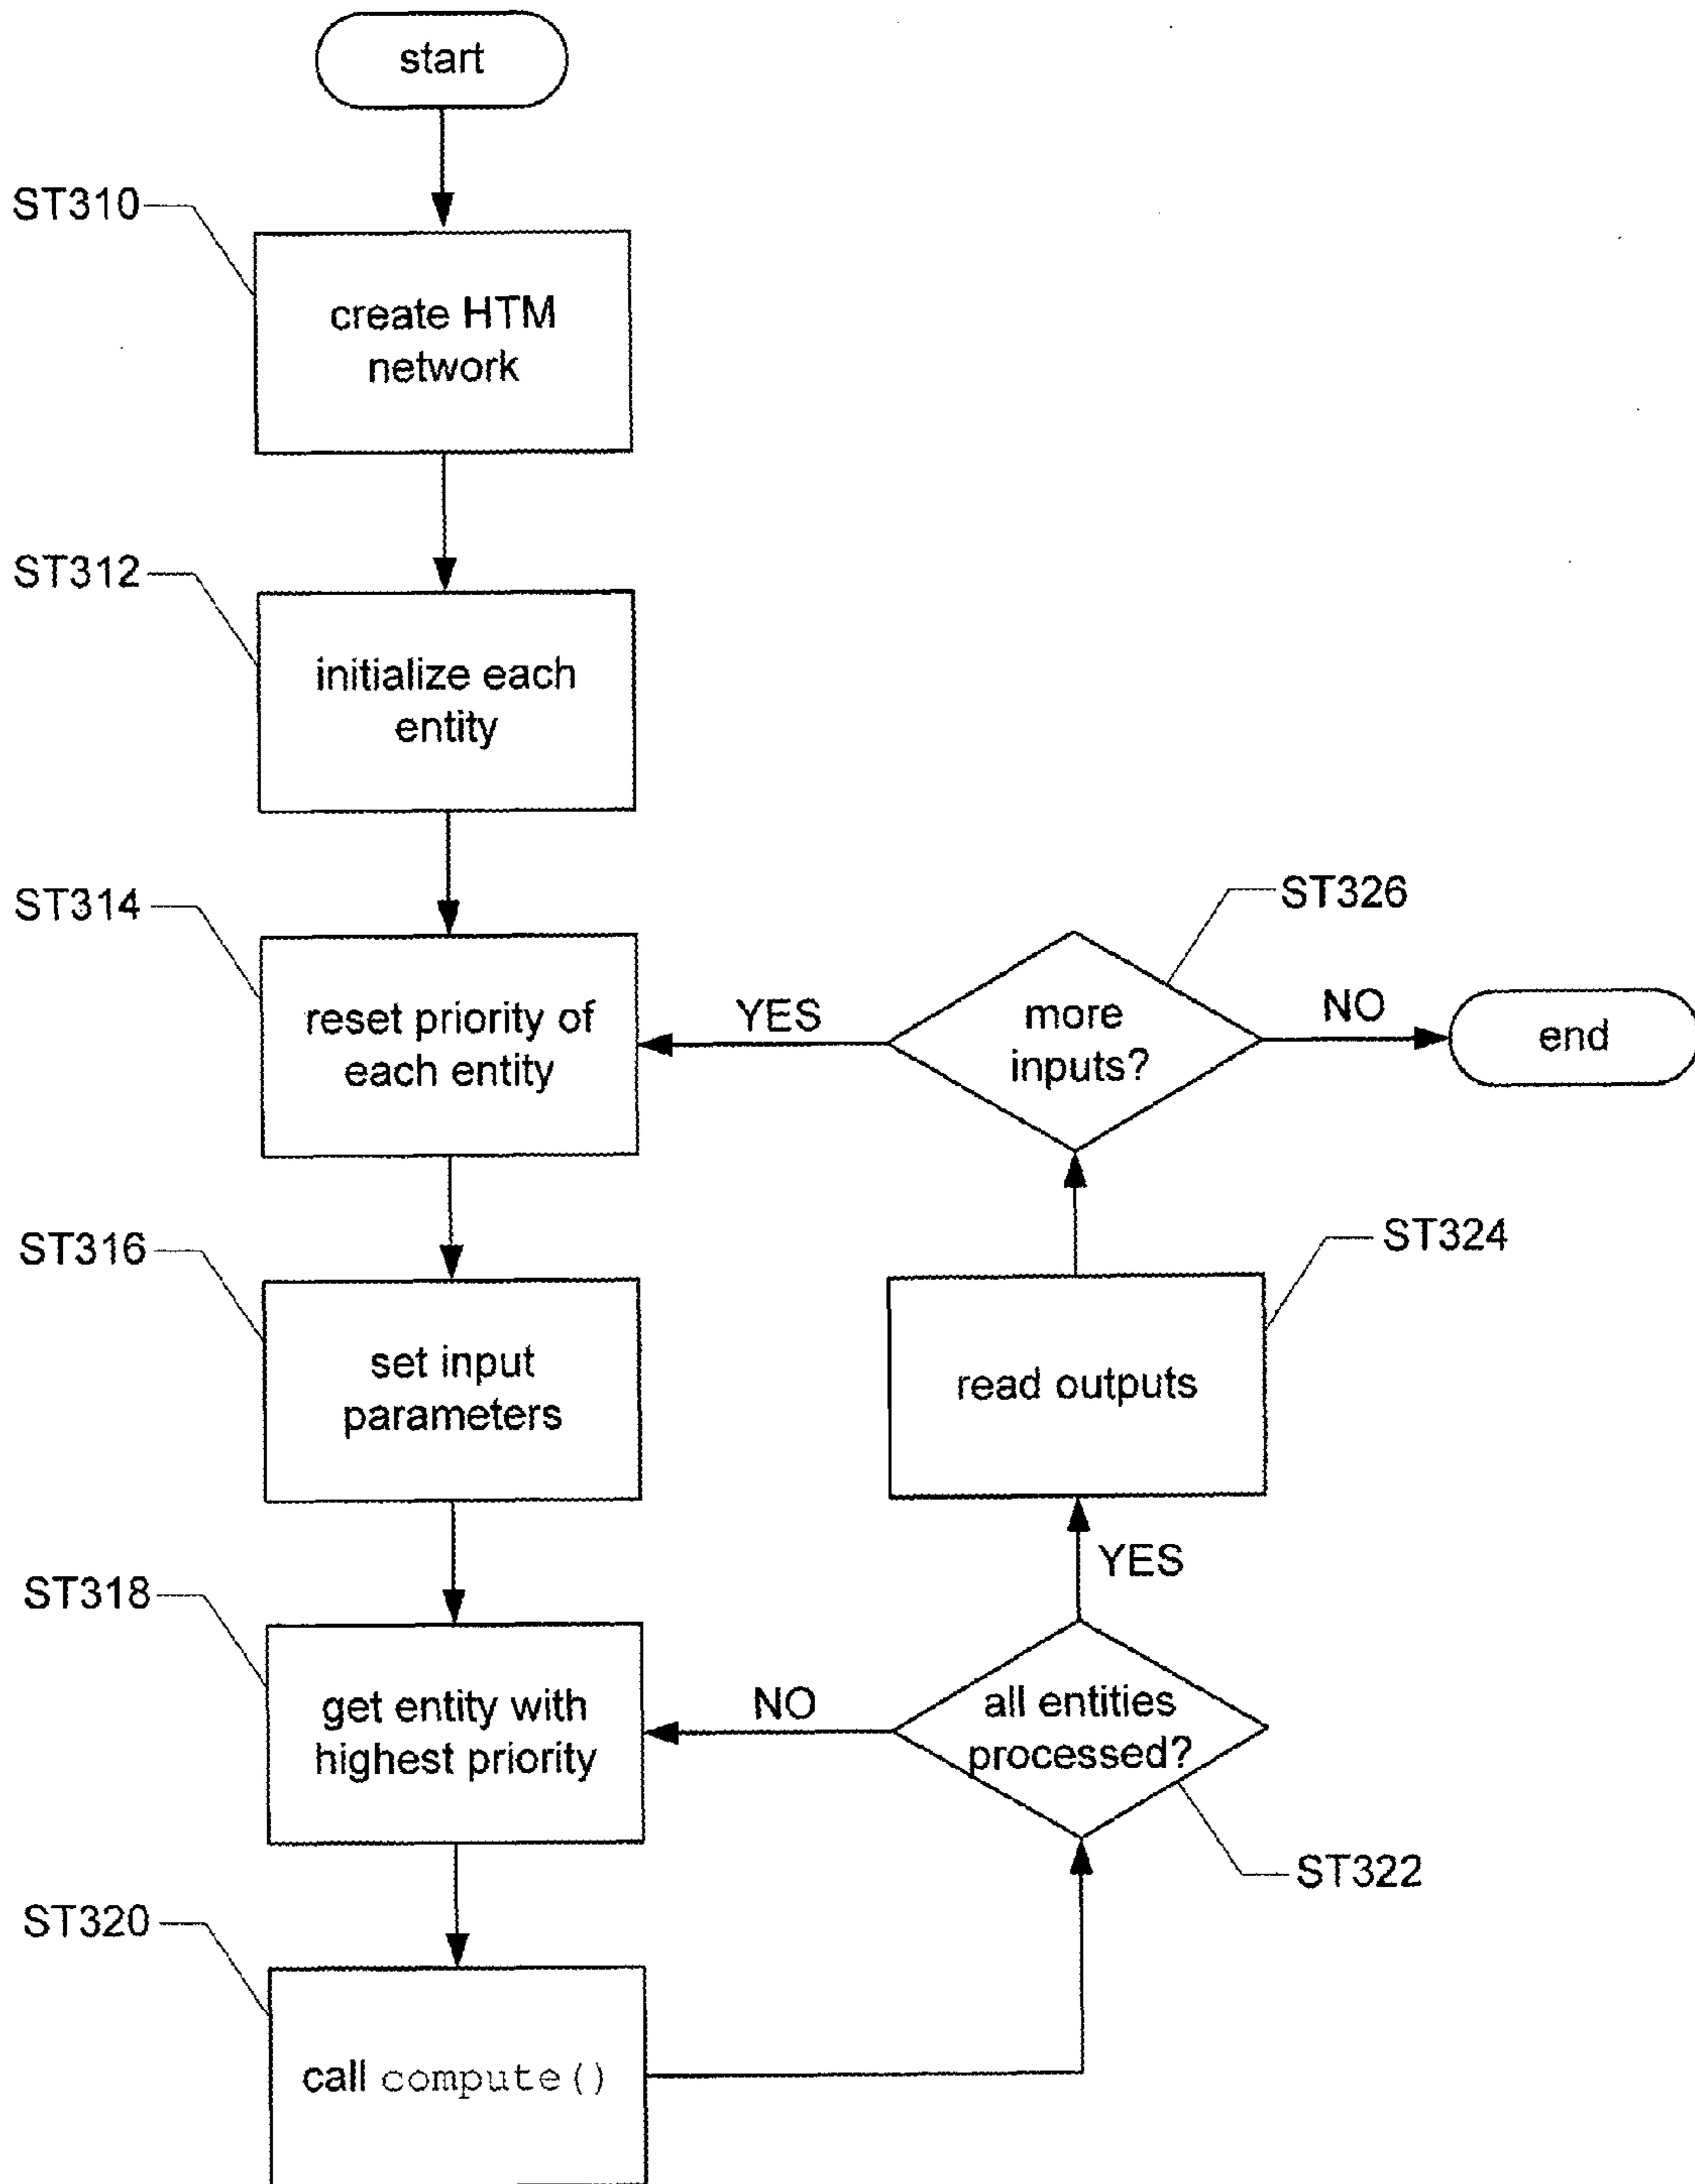 start
ST310
create HTM
network
ST312
initialize each
entity
ST314
reset priority of
each entity
YES
more
inputs?
ST326
NO
end
ST316
set input
parameters
ST324
read outputs
YES
ST318
get entity with
highest priority
NO
all entities
processed?
ST322
ST320
call compute()